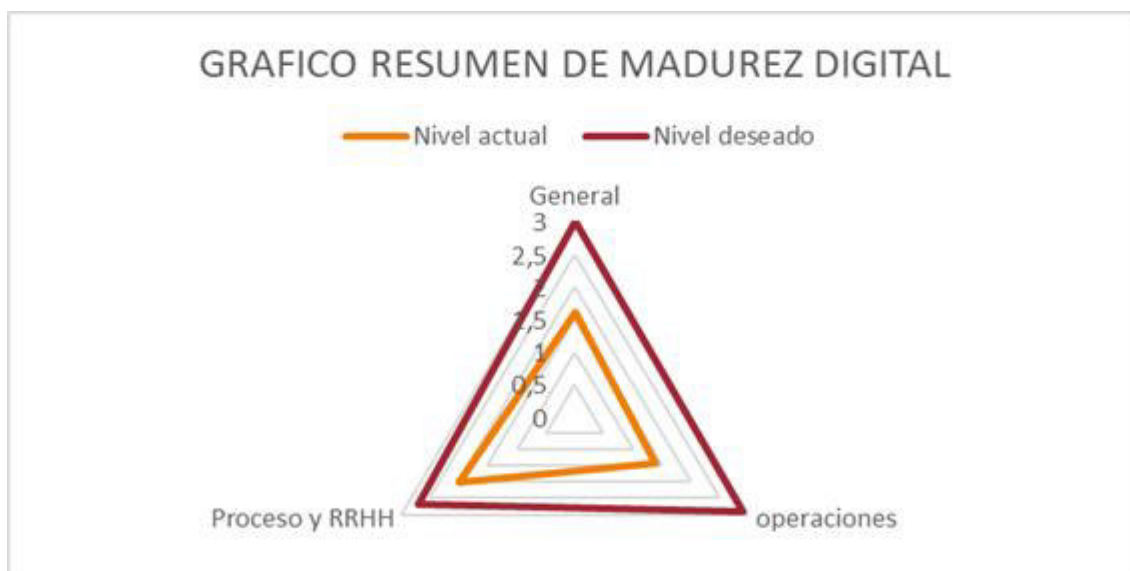 GRAFICO RESUMEN DE MADUREZ DIGITAL
Nivel actual Nivel deseado
General
3
2,5
2
1,5
1
0,5
0
Proceso y RRHH operaciones